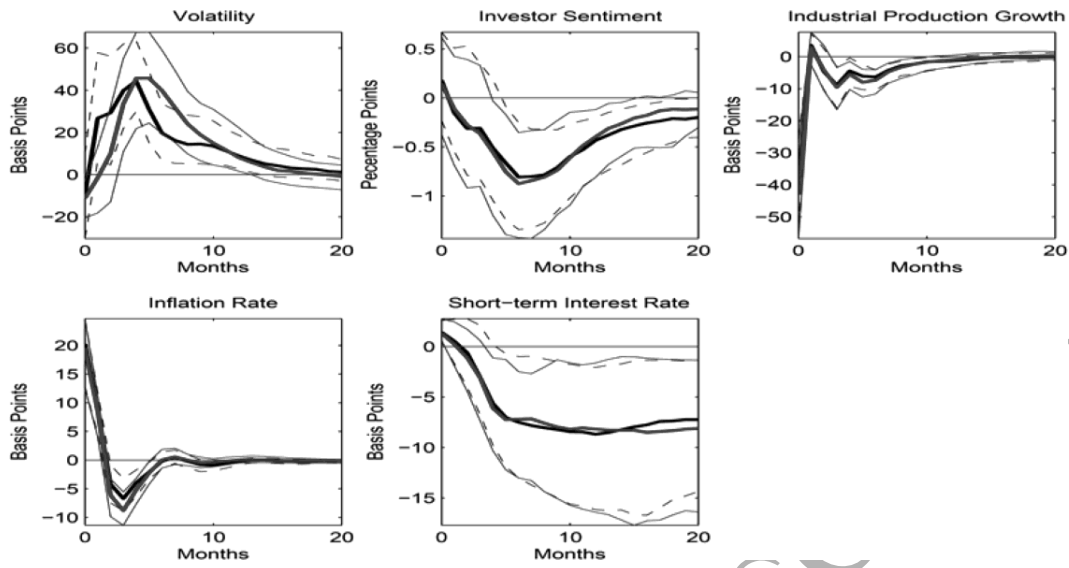 Volatility
Investor Sentiment
Industrial Production Growth
60
40
20
0
−20
Basis Points
0 10 20
Months
0.5
0
−0.5
−1
Pecentage Points
0 10 20
Months
0
−10
−20
−30
−40
−50
Basis Points
0 10 20
Months
Inflation Rate
Short−term Interest Rate
20
15
10
5
0
−5
−10
Basis Points
0 10 20
Months
0
−5
−10
−15
Basis Points
0 10 20
Months